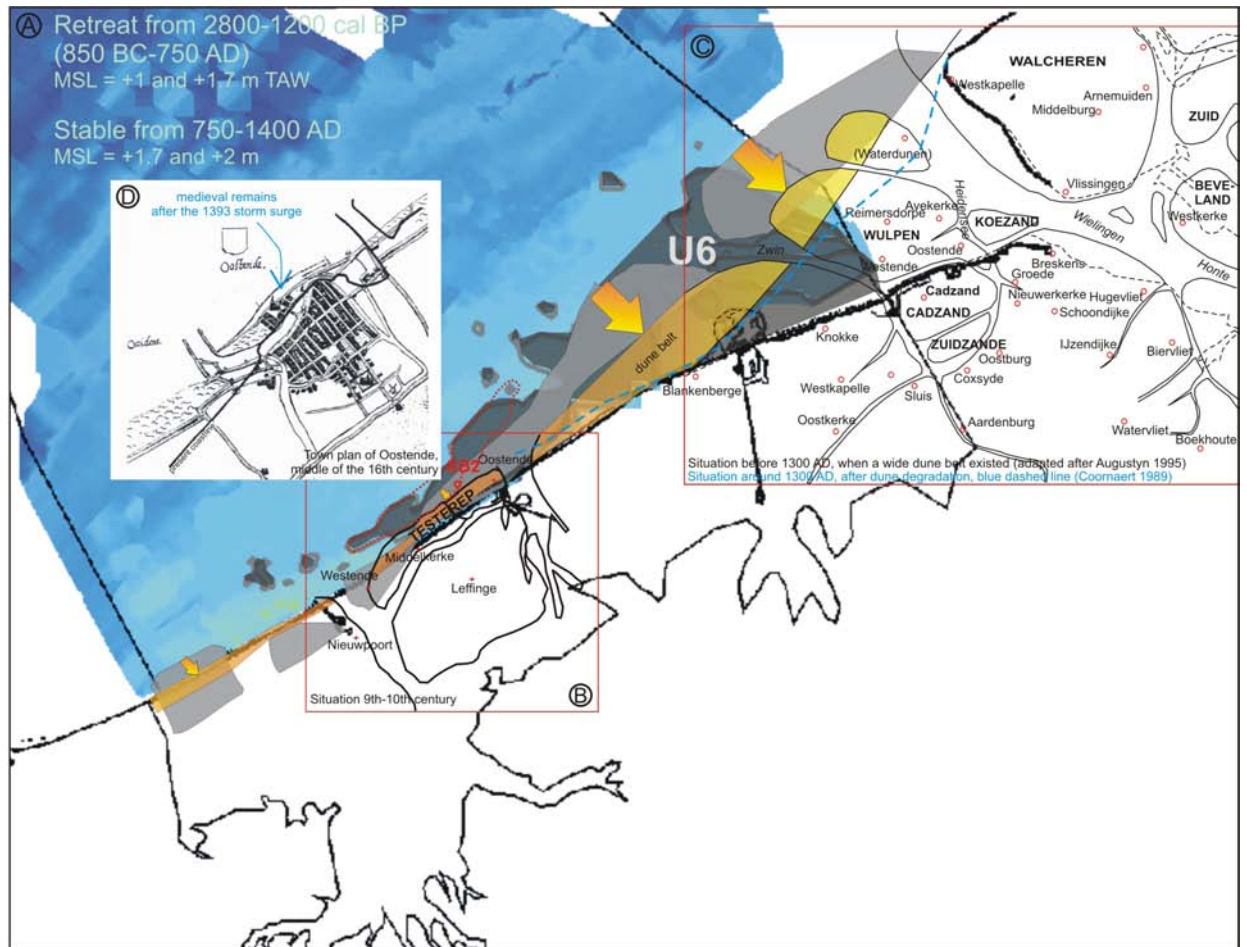 A
Retreat from 2800-1200 cal BP
(850 BC-750 AD)
MSL = +1 and +1.7 m TAW
Stable from 750-1400 AD
MSL = +1.7 and +2 m
D
medieval remains
after the 1393 storm surge
present coastline
Town plan of Oostende,
middle of the 16th century
C
WALCHEREN
Westkapelle
Arnemuiden
Middelburg
ZUID
(Waterdunen)
Vlissingen
BEVE-
LAND
Westkerke
Avekerke
Reimersdorpe
Heidensee
KOEZAND
Wielingen
WULPEN
U6
Zwin
Oostende
Westende
Breskens
Honte
Groede
Cadzand
Nieuwerkerke
Hugevliet
CADZAND
Schoondijke
dune belt
Knokke
ZUIDZANDE
IJzendijke
Biervliet
Oostburg
Blankenberge
Westkapelle
Coxsyde
Sluis
Oostkerke
Aardenburg
Watervliet
Boekhoute
Situation before 1300 AD, when a wide dune belt existed (adapted after Augustyn 1995)
Situation around 1300 AD, after dune degradation, blue dashed line (Coornaert 1989)
Oostende
TESTEREP
Middelkerke
Westende
Leffinge
Nieuwpoort
Situation 9th-10th century
B